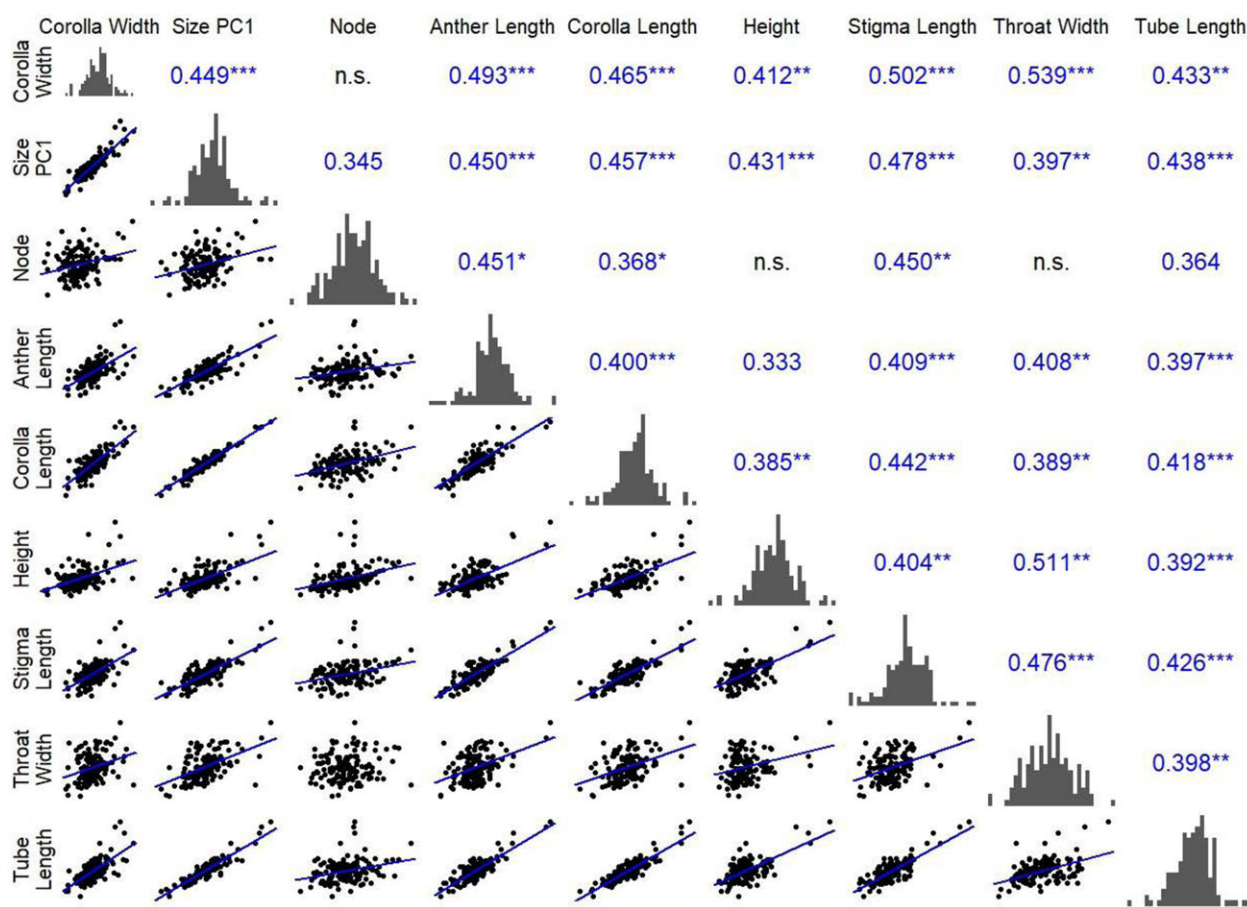 Corolla Width Size PC1 Node Anther Length Corolla Length Height Stigma Length Throat Width Tube Length
Corolla
Width
0.449*** n.s. 0.493*** 0.465*** 0.412** 0.502*** 0.539*** 0.433**
Size
PC1
0.345 0.450*** 0.457*** 0.431*** 0.478*** 0.397** 0.438***
Node
0.451* 0.368* n.s. 0.450** n.s. 0.364
Anther
Length
0.400*** 0.333 0.409*** 0.408** 0.397***
Corolla
Length
0.385** 0.442*** 0.389** 0.418***
Height
0.404** 0.511** 0.392***
Stigma
Length
0.476*** 0.426***
Throat
Width
0.398**
Tube
Length